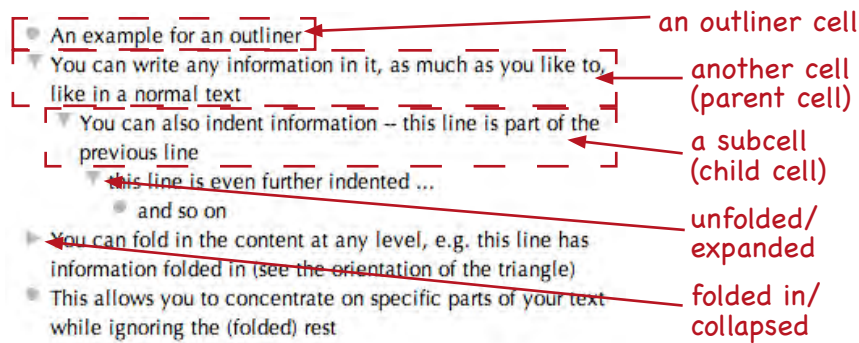 An example for an outliner
You can write any information in it, as much as you like to,
like in a normal text
You can also indent information -- this line is part of the
previous line
this line is even further indented ...
and so on
You can fold in the content at any level, e.g. this line has
information folded in (see the orientation of the triangle)
This allows you to concentrate on specific parts of your text
while ignoring the (folded) rest
an outliner cell
another cell
(parent cell)
a subcell
(child cell)
unfolded/
expanded
folded in/
collapsed